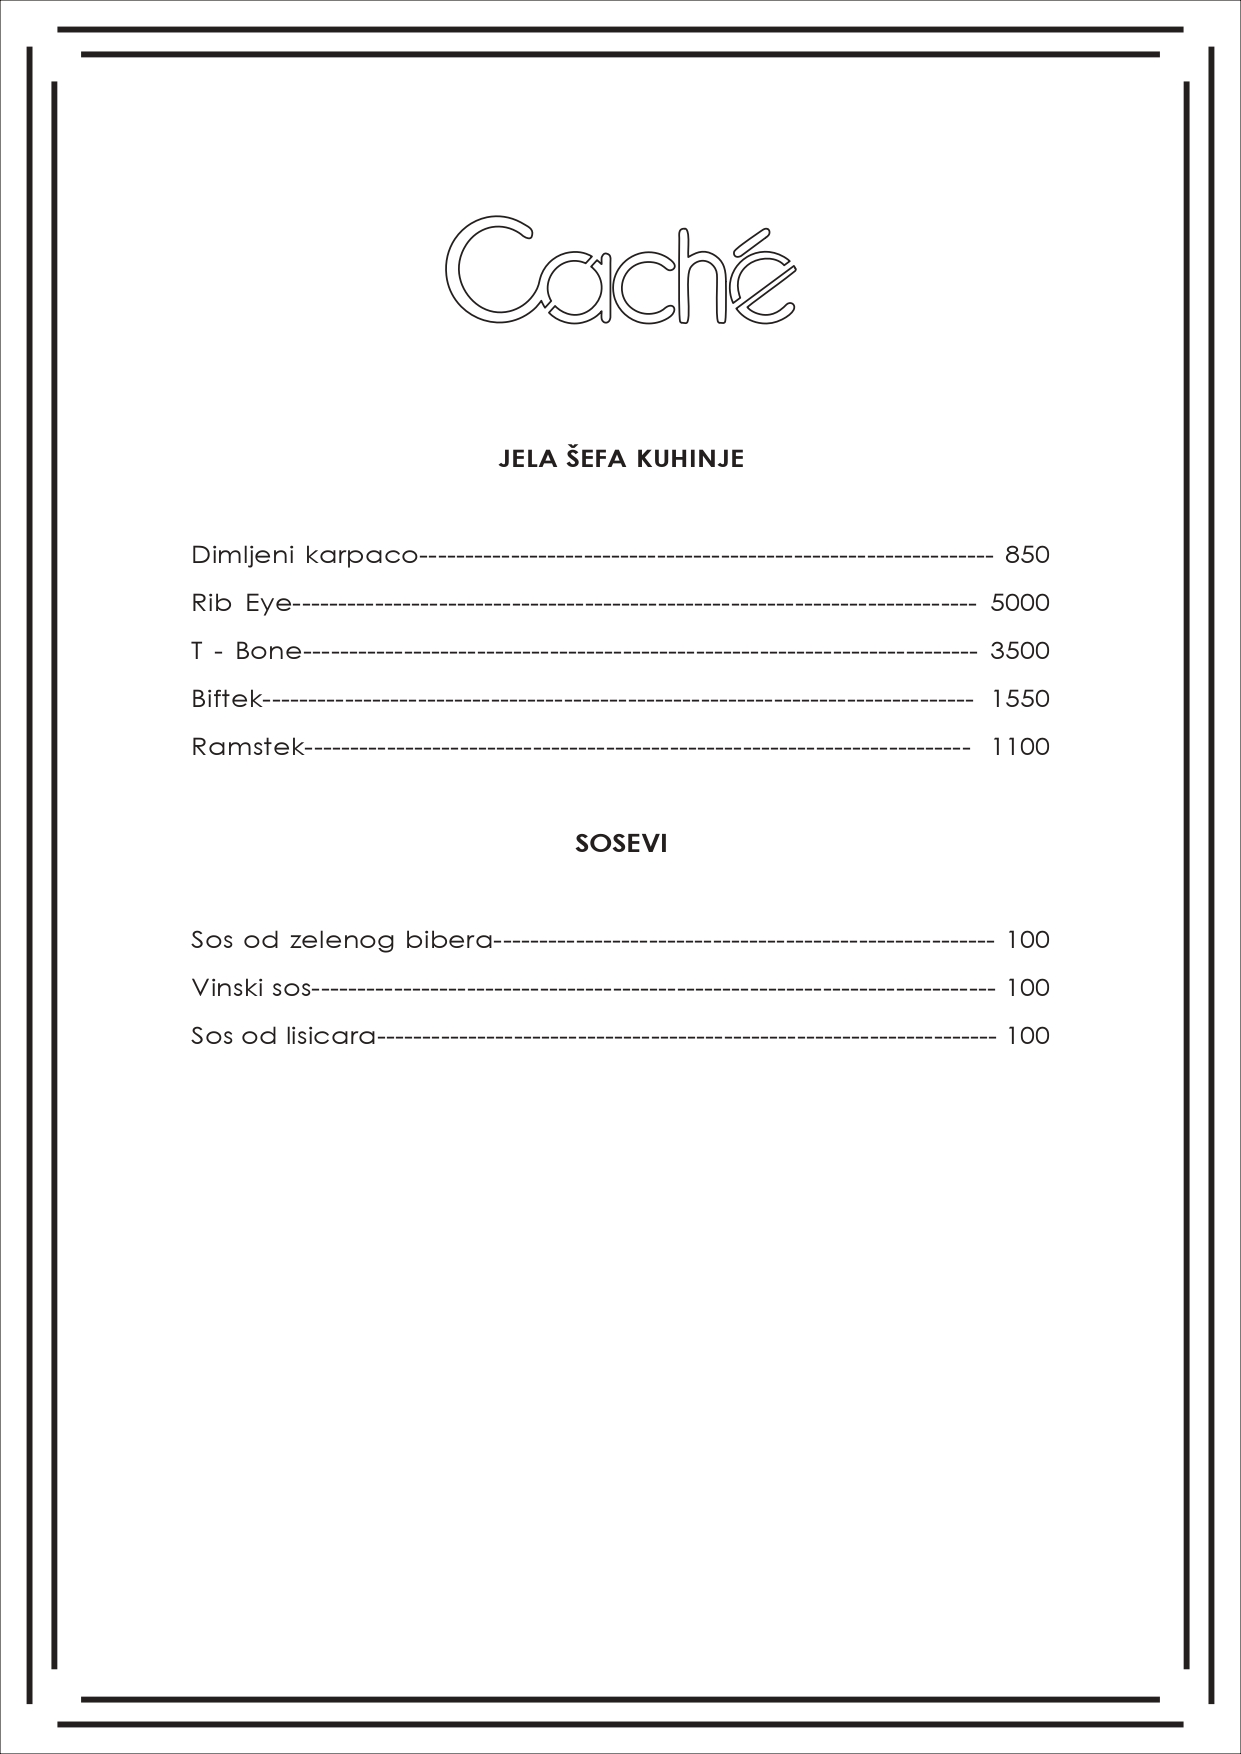 Caché
JELA ŠEFA KUHINJE
Dimljeni karpaco--------------------------------------------------------------- 850
Rib Eye--------------------------------------------------------------------------- 5000
T - Bone-------------------------------------------------------------------------- 3500
Biftek------------------------------------------------------------------------------ 1550
Ramstek------------------------------------------------------------------------- 1100
SOSEVI
Sos od zelenog bibera------------------------------------------------------- 100
Vinski sos--------------------------------------------------------------------------- 100
Sos od lisicara-------------------------------------------------------------------- 100